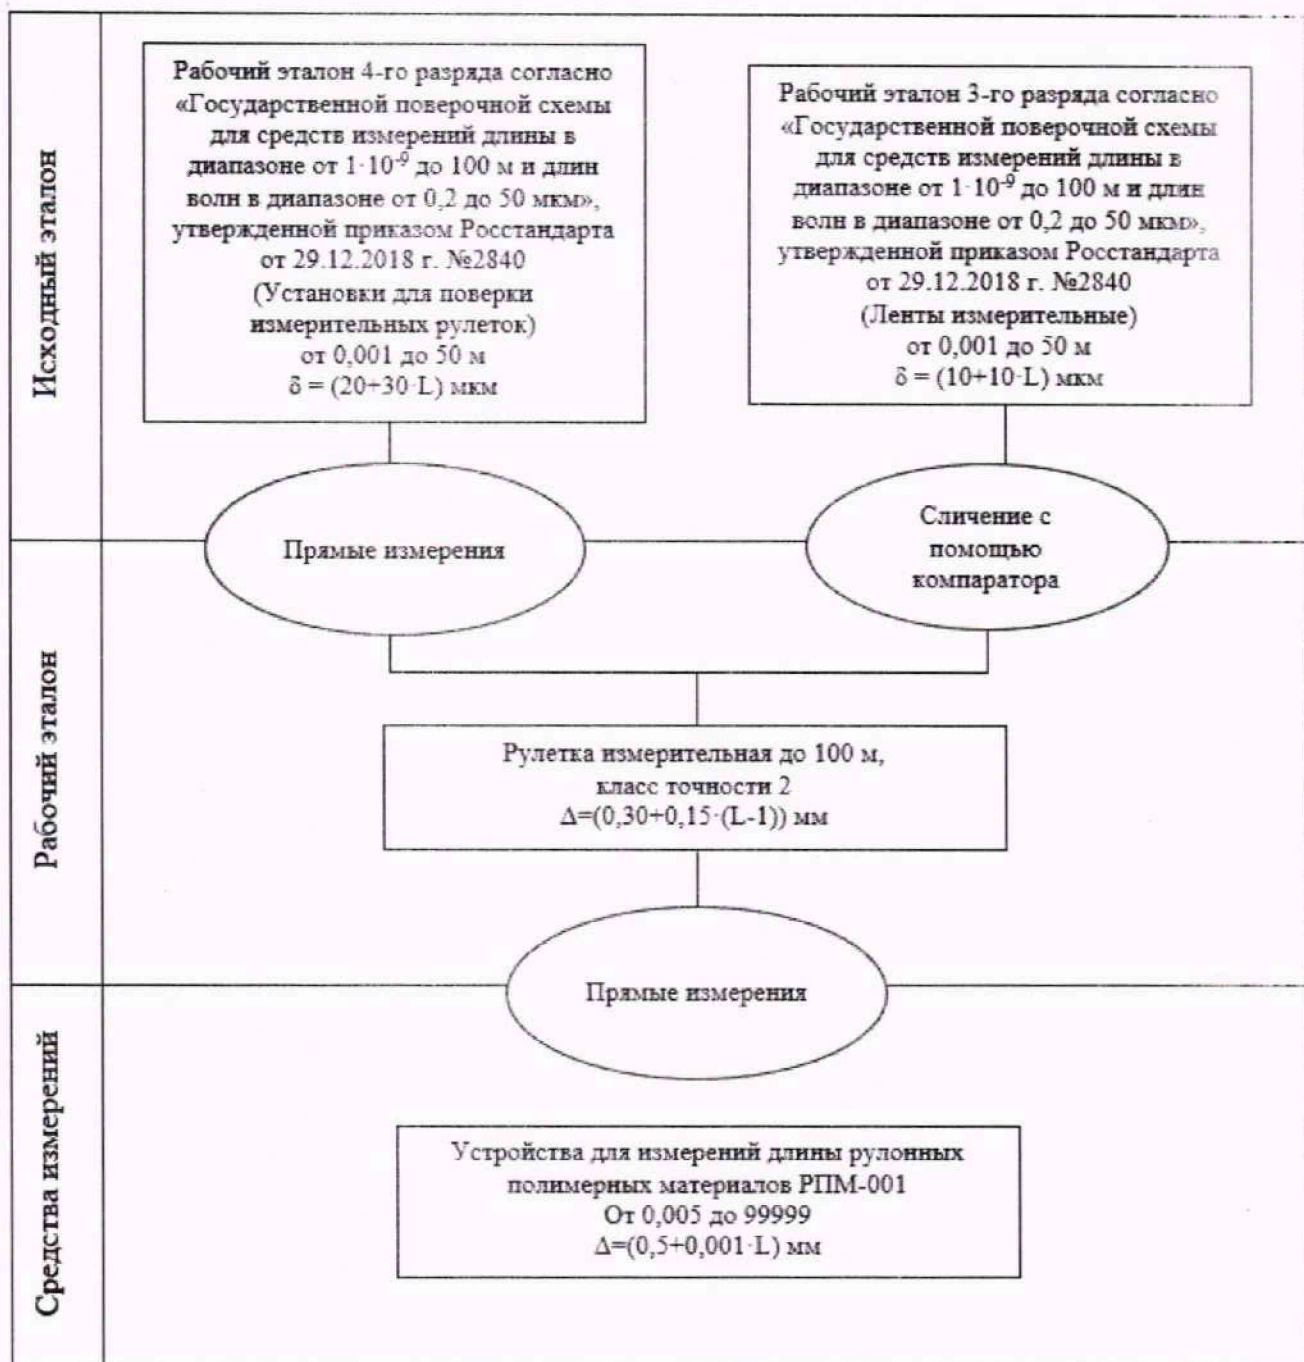 Исходный эталон
Рабочий эталон 4-го разряда согласно
«Государственной поверочной схемы
для средств измерений длины в
диапазоне от 1·10⁻⁹ до 100 м и длин
волн в диапазоне от 0,2 до 50 мкм»,
утвержденной приказом Росстандарта
от 29.12.2018 г. №2840
(Установки для поверки
измерительных рулеток)
от 0,001 до 50 м
δ = (20+30·L) мкм
Рабочий эталон 3-го разряда согласно
«Государственной поверочной схемы
для средств измерений длины в
диапазоне от 1·10⁻⁹ до 100 м и длин
волн в диапазоне от 0,2 до 50 мкм»,
утвержденной приказом Росстандарта
от 29.12.2018 г. №2840
(Ленты измерительные)
от 0,001 до 50 м
δ = (10+10·L) мкм
Прямые измерения
Сличение с
помощью
компаратора
Рабочий эталон
Рулетка измерительная до 100 м,
класс точности 2
Δ=(0,30+0,15·(L-1)) мм
Прямые измерения
Средства измерений
Устройства для измерений длины рулонных
полимерных материалов РПМ-001
От 0,005 до 99999
Δ=(0,5+0,001·L) мм